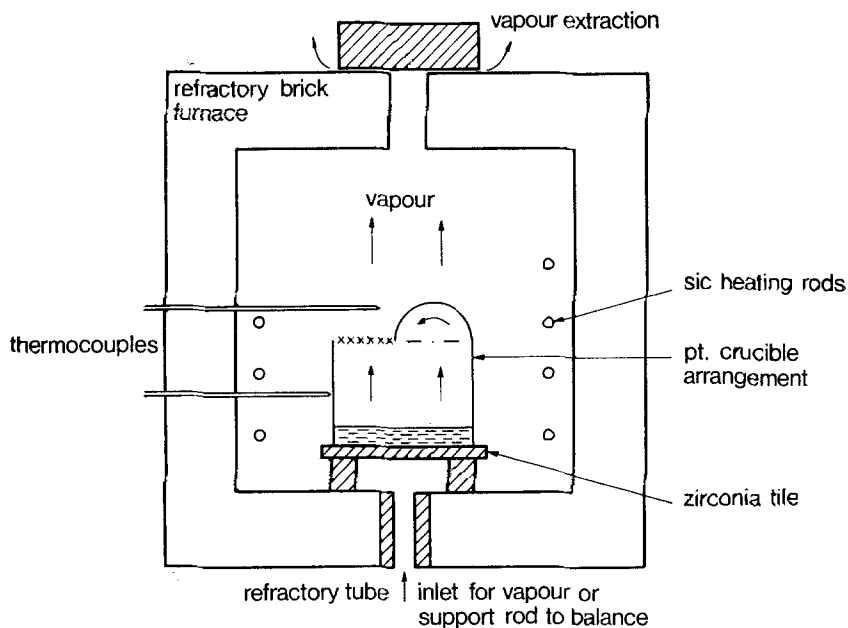 vapour extraction
refractory brick
furnace
vapour
sic heating rods
thermocouples
pt. crucible
arrangement
zirconia tile
refractory tube
inlet for vapour or
support rod to balance